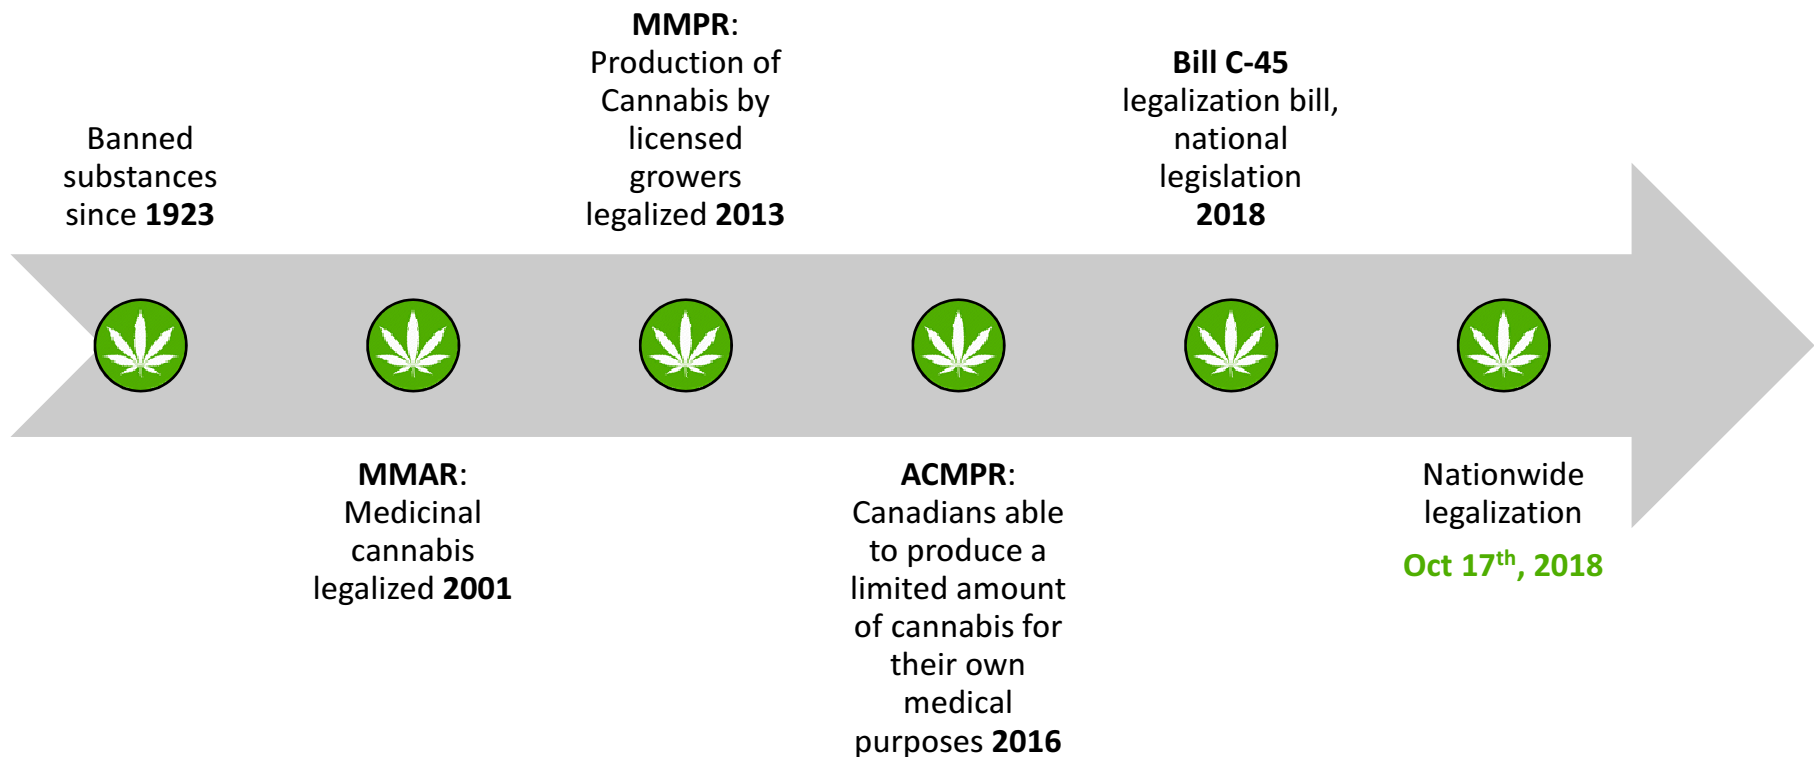 Banned
substances
since 1923
MMAR:
Medicinal
cannabis
legalized 2001
MMPR:
Production of
Cannabis by
licensed
growers
legalized 2013
ACMPR:
Canadians able
to produce a
limited amount
of cannabis for
their own
medical
purposes 2016
Bill C-45
legalization bill,
national
legislation
2018
Nationwide
legalization
Oct 17th, 2018